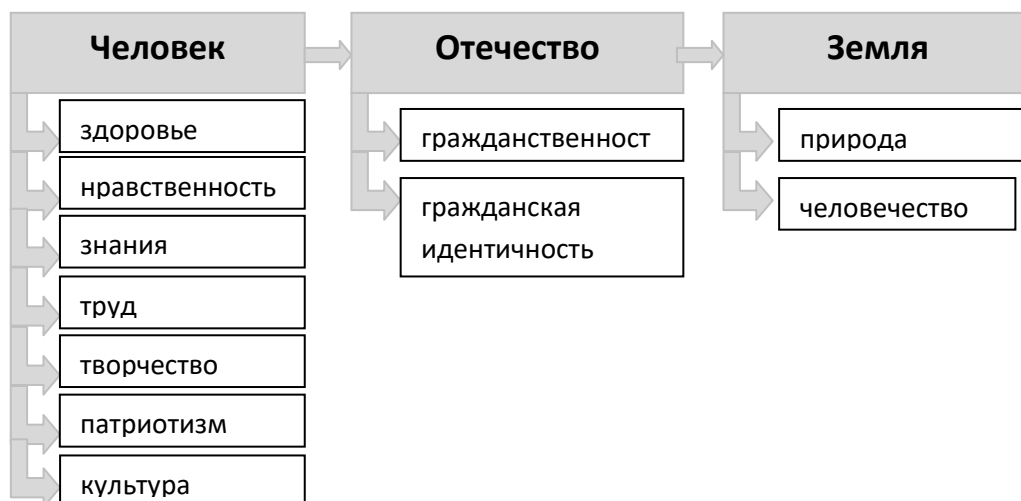 Человек
здоровье
нравственность
знания
труд
творчество
патриотизм
культура
Отечество
гражданственност
гражданская
идентичность
Земля
природа
человечество